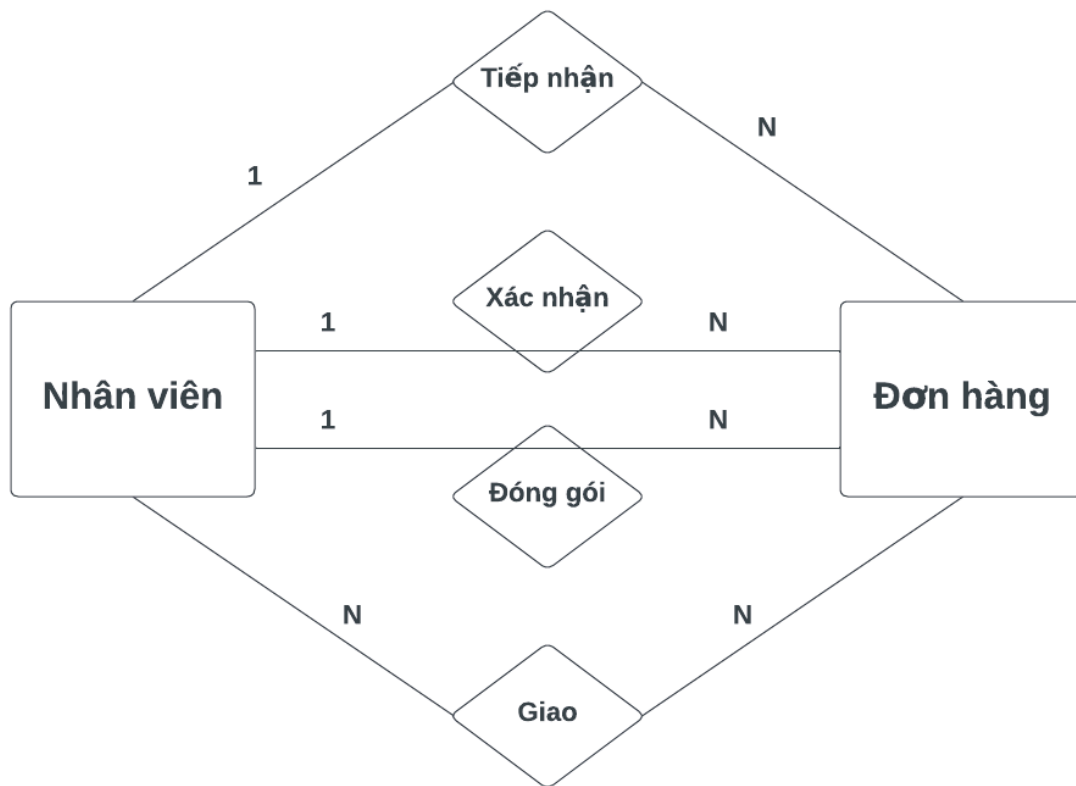 Tiếp nhận
N
1
Xác nhận
1
N
Nhân viên
Đơn hàng
1
N
Đóng gói
N
N
Giao